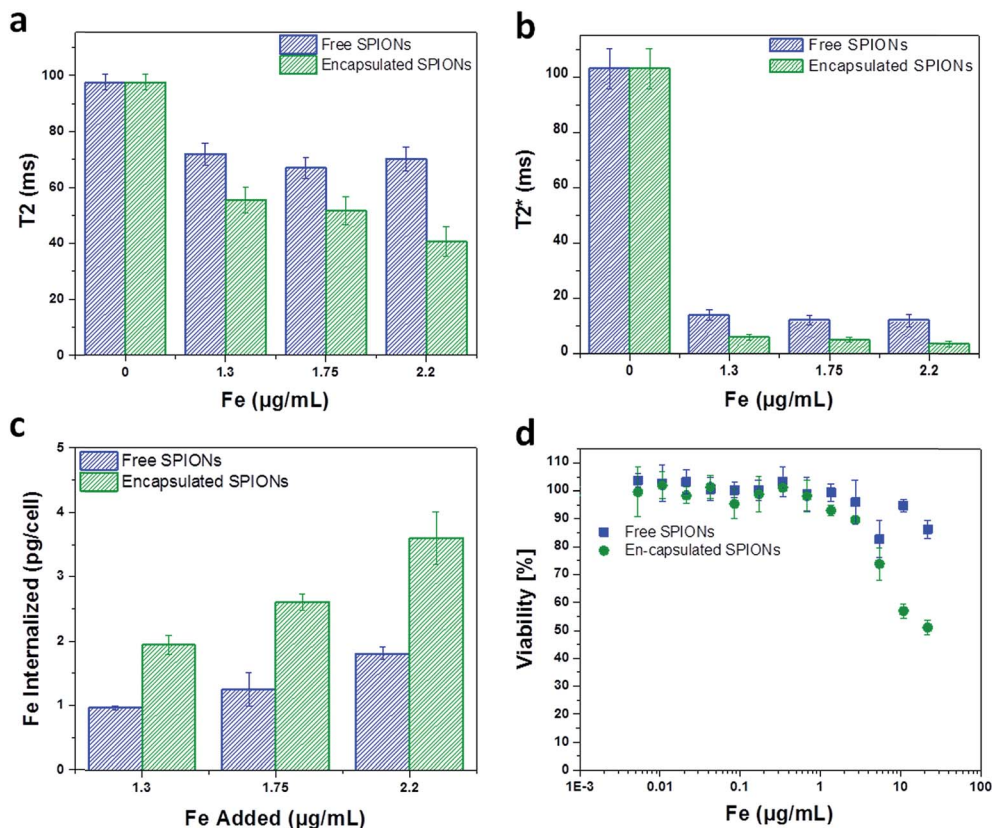 a
Free SPIONs
Encapsulated SPIONs
100
80
60
40
20
0
T2 (ms)
0 1.3 1.75 2.2
Fe (µg/mL)
b
Free SPIONs
Encapsulated SPIONs
100
80
60
40
20
0
T2* (ms)
0 1.3 1.75 2.2
Fe (µg/mL)
c
Free SPIONs
Encapsulated SPIONs
5
4
3
2
1
0
Fe Internalized (pg/cell)
1.3 1.75 2.2
Fe Added (µg/mL)
d
110
100
90
80
70
60
50
40
30
20
10
0
Viability [%]
Free SPIONs
En-capsulated SPIONs
1E-3 0.01 0.1 1 10 100
Fe (µg/mL)